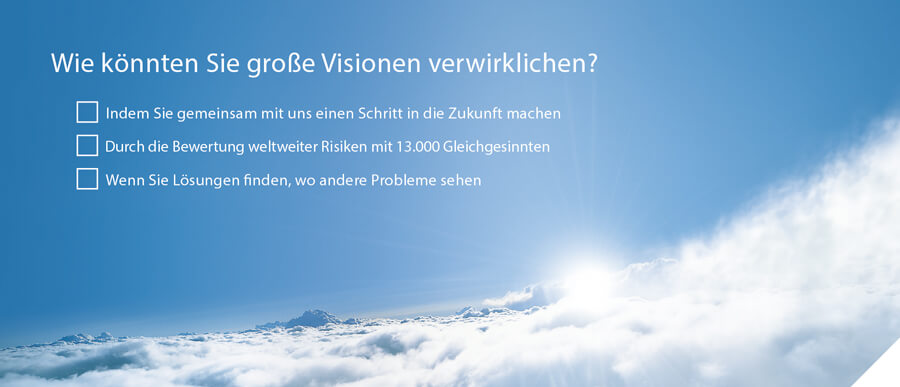 Wie könnten Sie große Visionen verwirklichen?
Indem Sie gemeinsam mit uns einen Schritt in die Zukunft machen
Durch die Bewertung weltweiter Risiken mit 13.000 Gleichgesinnten
Wenn Sie Lösungen finden, wo andere Probleme sehen